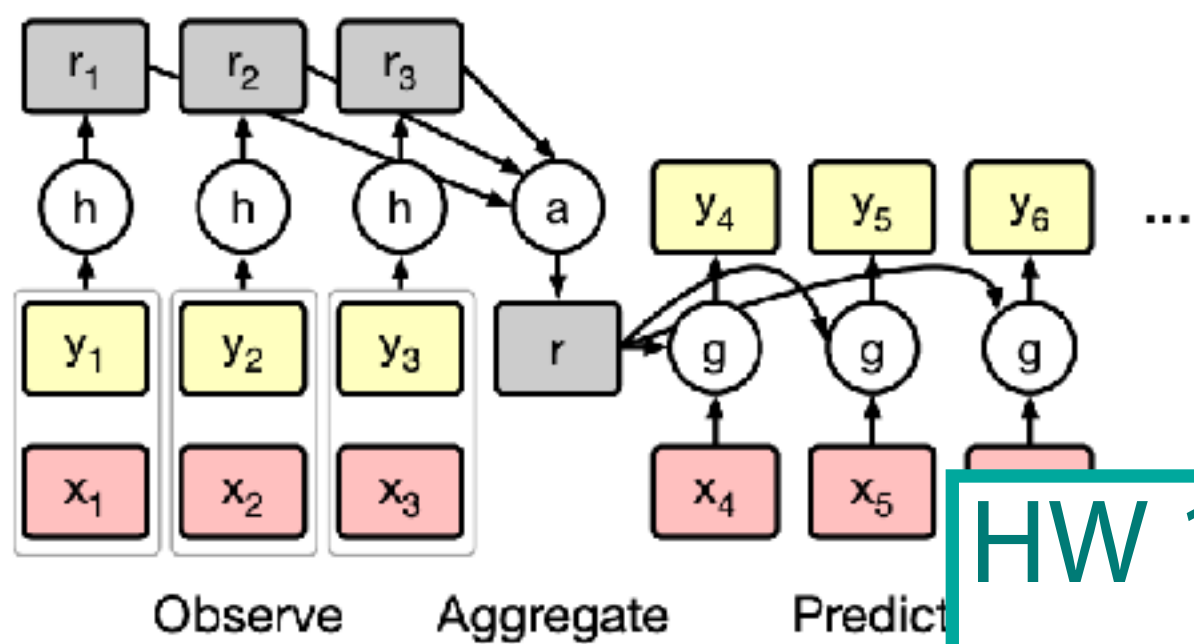 r1 r2 r3
h h h a y4 y5 y6 ...
y1 y2 y3 r g g g
x1 x2 x3 x4 x5
HW
Observe Aggregate Predict